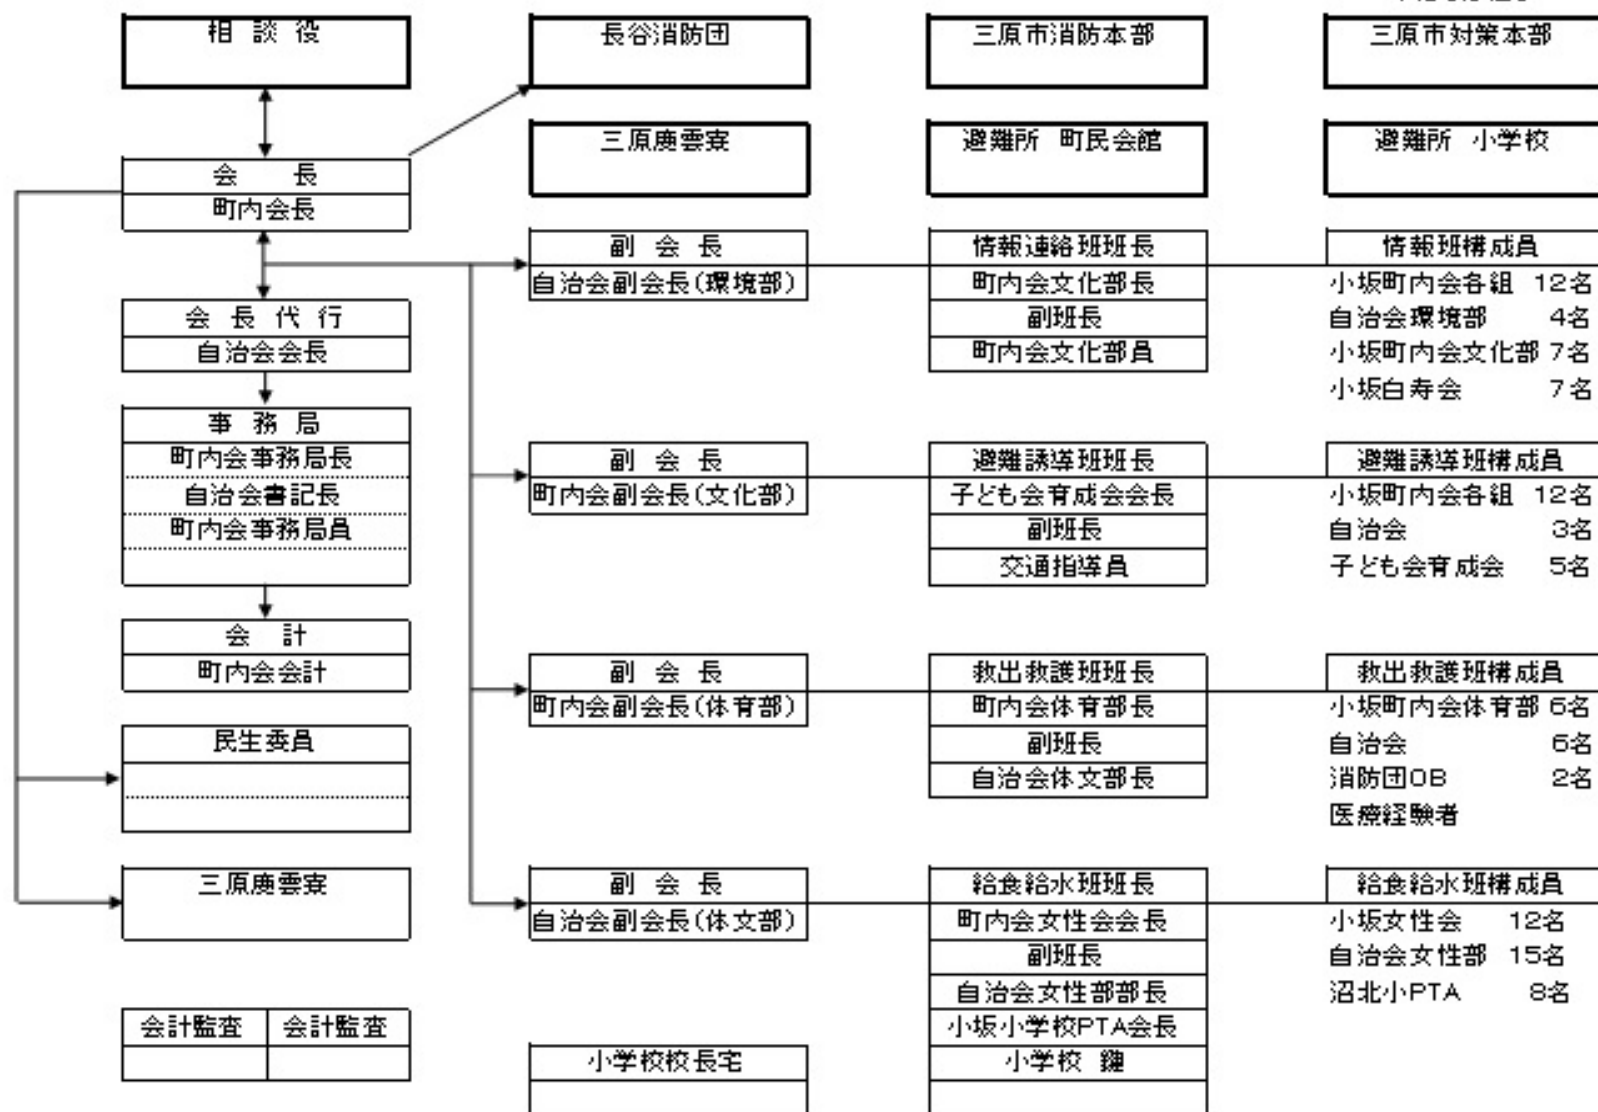 相 談 役
長谷消防団
三原市消防本部
三原市対策本部
三原鹿雲寮
避難所 町民会館
避難所 小学校
会 長
町内会長
副 会 長
自治会副会長(環境部)
情報連絡班班長
町内会文化部長
副班長
町内会文化部員
情報班構成員
小坂町内会各組 12名
自治会環境部 4名
小坂町内会文化部 7名
小坂白寿会 7名
会 長 代 行
自治会会長
事 務 局
町内会事務局長
自治会書記長
町内会事務局員
副 会 長
町内会副会長(文化部)
避難誘導班班長
子ども会育成会会長
副班長
交通指導員
避難誘導班構成員
小坂町内会各組 12名
自治会 3名
子ども会育成会 5名
会 計
町内会会計
副 会 長
町内会副会長(体育部)
救出救護班班長
町内会体育部長
副班長
自治会体文部長
救出救護班構成員
小坂町内会体育部 6名
自治会 6名
消防団OB 2名
医療経験者
民生委員
三原鹿雲寮
副 会 長
自治会副会長(体文部)
給食給水班班長
町内会女性会会長
副班長
自治会女性部部長
小坂小学校PTA会長
小学校 鍵
給食給水班構成員
小坂女性会 12名
自治会女性部 15名
沼北小PTA 8名
会計監査
会計監査
小学校校長宅